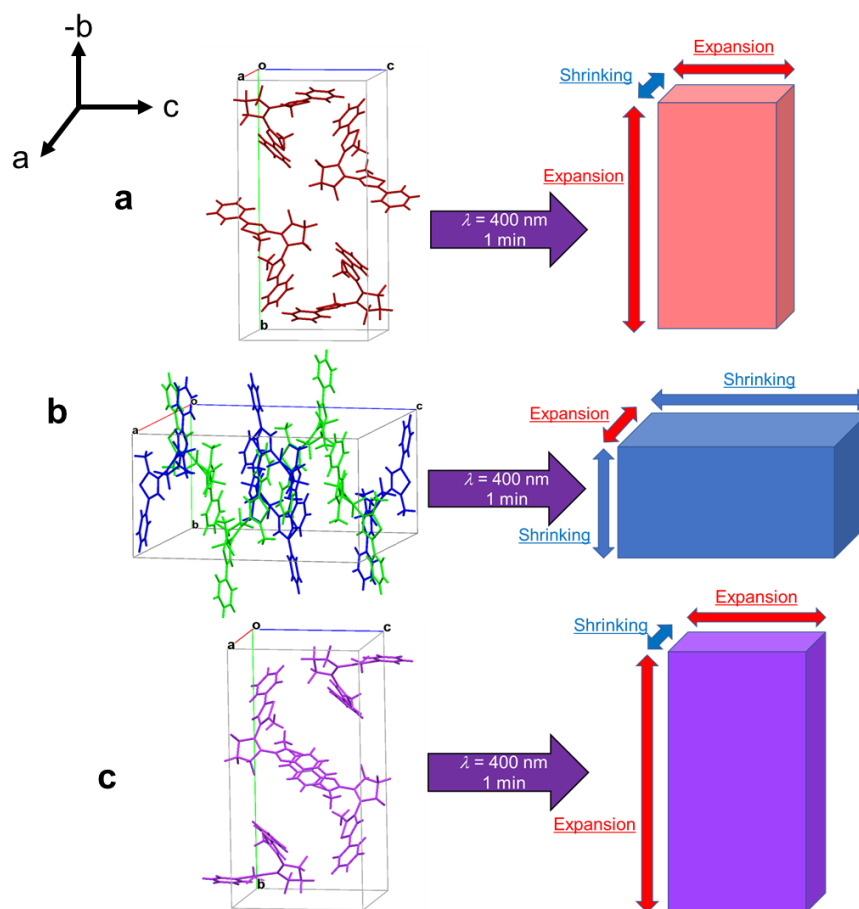 -b
c
a
a
o
a
c
b
λ = 400 nm
1 min
Expansion
Shrinking
Expansion
b
o
a
c
b
λ = 400 nm
1 min
Shrinking
Expansion
Shrinking
c
o
a
c
b
λ = 400 nm
1 min
Expansion
Shrinking
Expansion